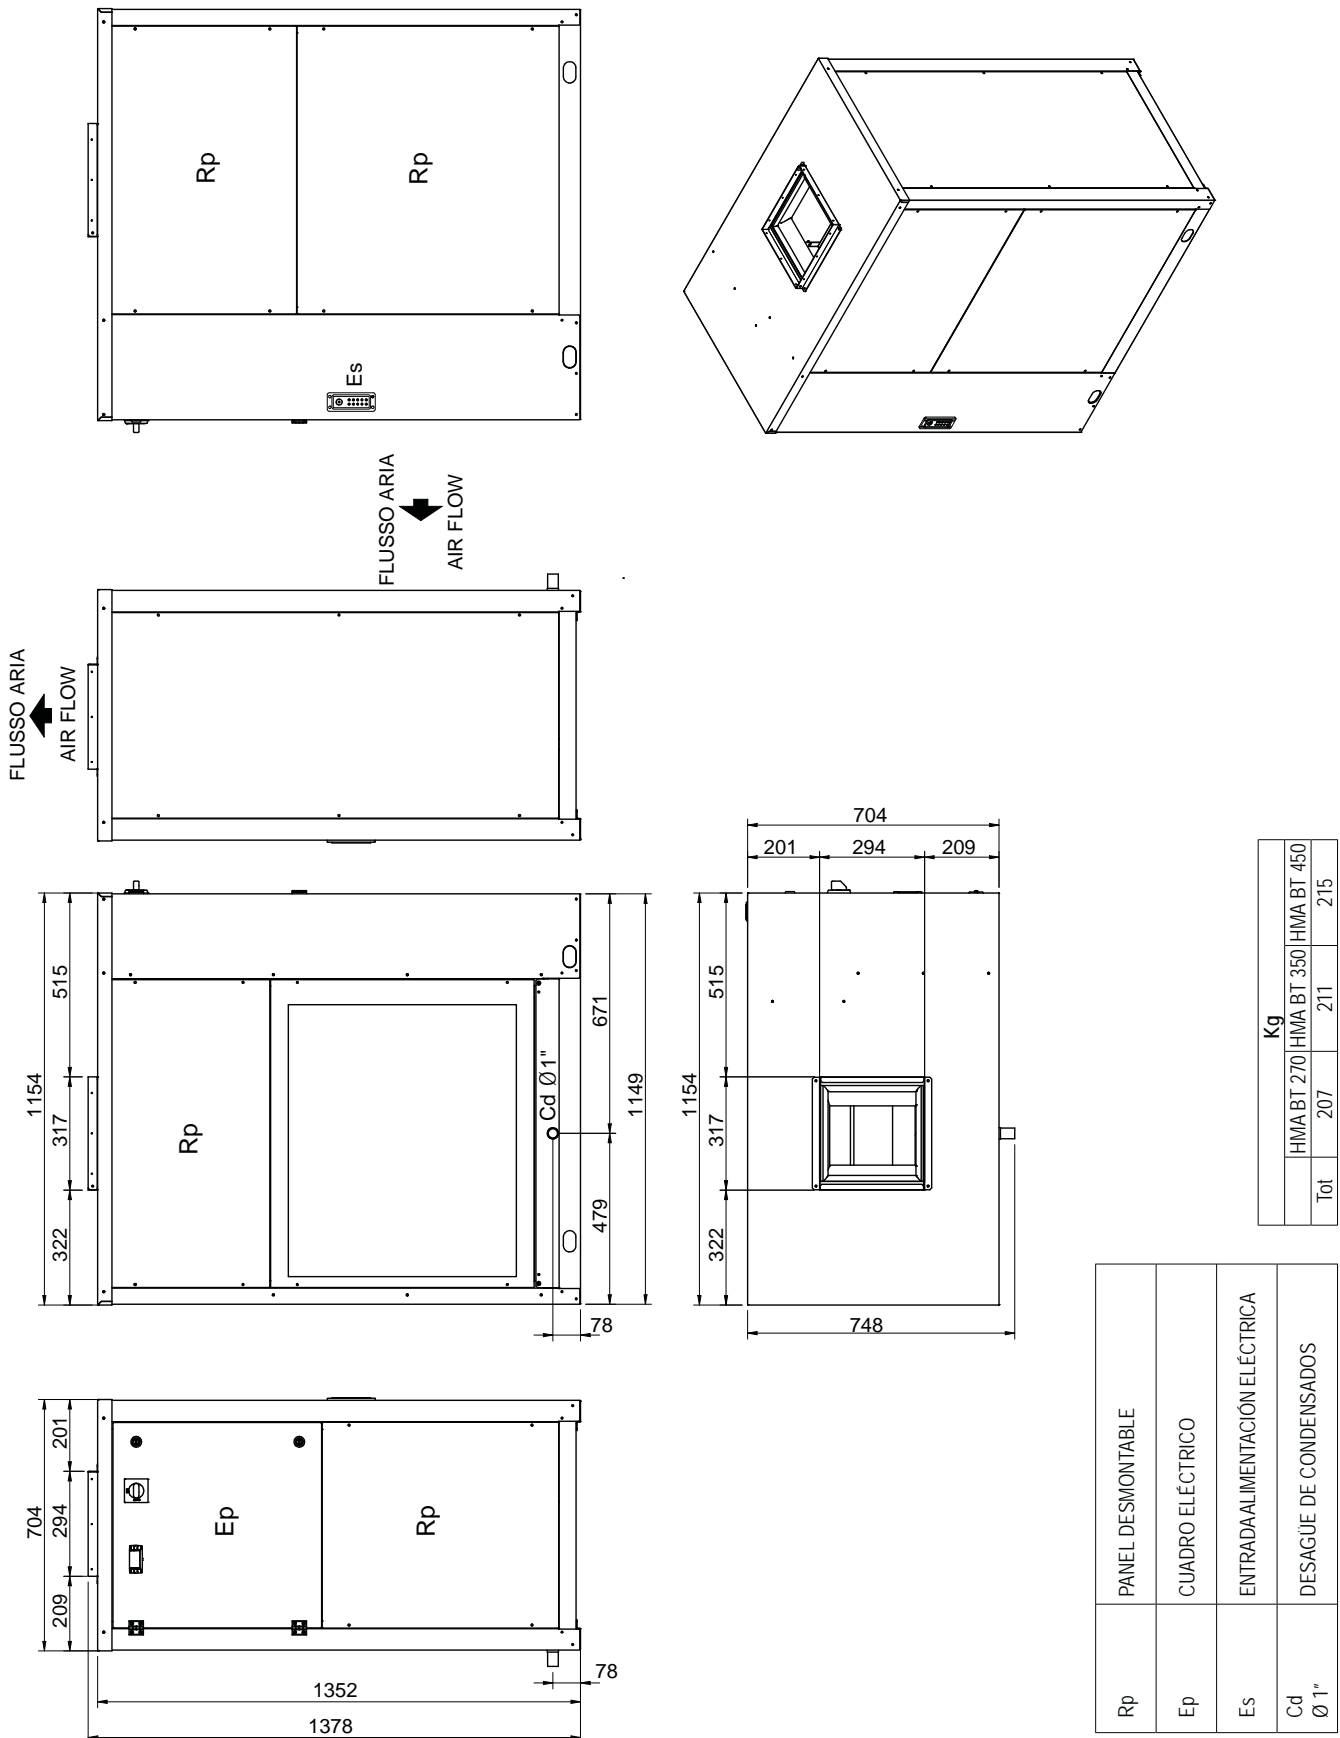 Rp
Rp
Es
FLUSSO ARIA
AIR FLOW
FLUSSO ARIA
AIR FLOW
1154
515
317
322
Rp
Cd Ø1"
671
479
1149
78
704
201
294
209
1154
515
317
322
748
704
201
294
209
Ep
Rp
78
1352
1378
Kg
HMA BT 270 HMA BT 350 HMA BT 450
Tot 207 211 215
Rp PANEL DESMONTABLE
Ep CUADRO ELÉCTRICO
Es ENTRADA ALIMENTACIÓN ELÉCTRICA
Cd DESAGÜE DE CONDENSADOS
Ø 1"